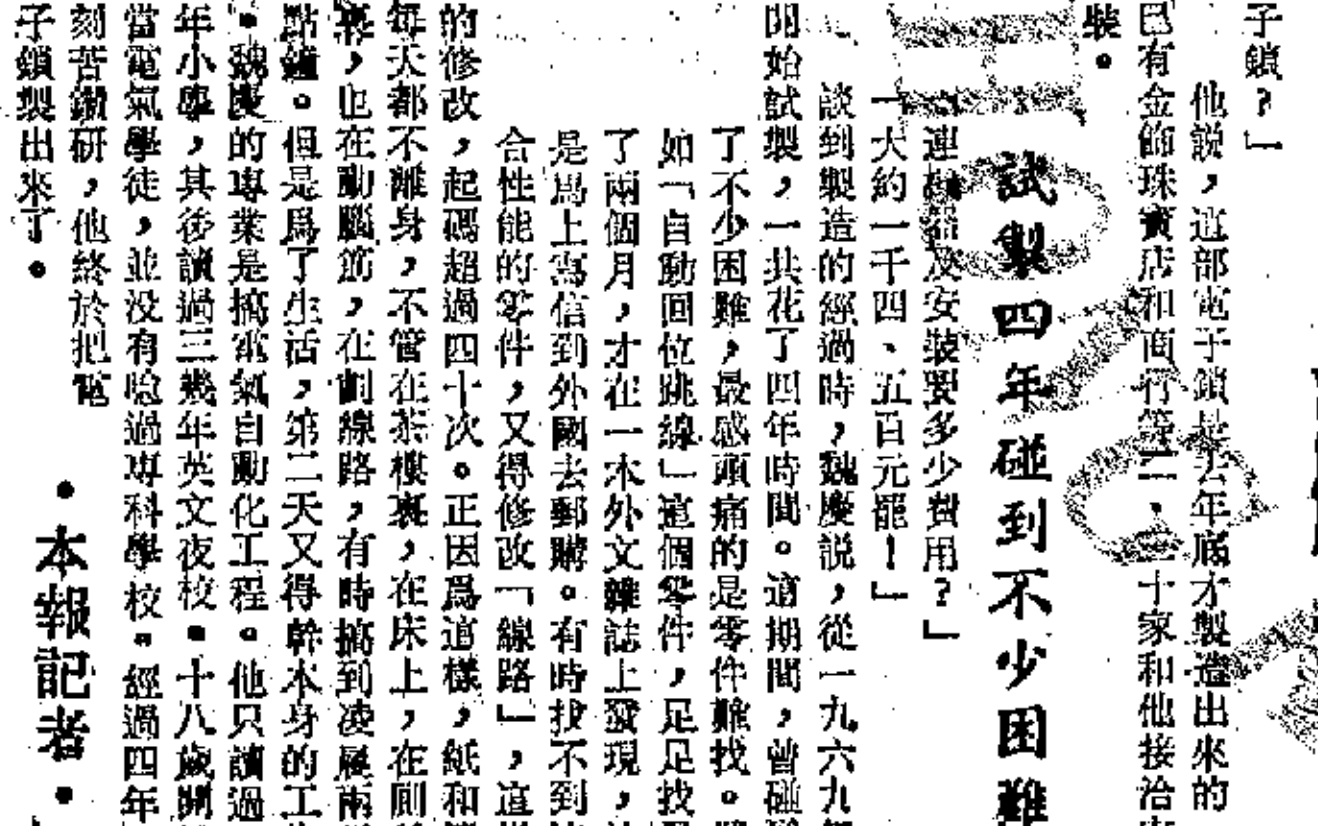 子鎖？」
他説，這部電子鎖是去年底才製造出來的
已有金飾珠寶店和商行等二、三十家和他接洽
裝。
試製四年碰到不少困難
「連　及安裝要多少費用？」
「大約一千四、五百元罷！」
談到製造的經過時，魏慶説，從一九六九
開始試製，一共花了四年時間。這期間，曾碰
了不少困難，最感頭痛的是零件難找。
如「自動回位跳線」這個零件，足足找
了兩個月，才在一本外文雜誌上發現，
是馬上寫信到外國去郵購。有時找不到
合性能的零件，又得修改「線路」，這
的修改，起碼超過四十次。正因爲這樣，紙和
每天都不離身，不管在茶樓裏，在床上，在厠
，也在動腦筋，在劃線路，有時搞到凌晨兩
點鐘。但是爲了生活，第二天又得幹本身的工
。魏慶的專業是搞電氣自動化工程。他只讀過
年小學，其後讀過三幾年英文夜校。十八歲開
當電氣學徒，並没有唸過專科學校。經過四年
刻苦鑽研，他終於把電
子鎖製出來了。
・本報記者・